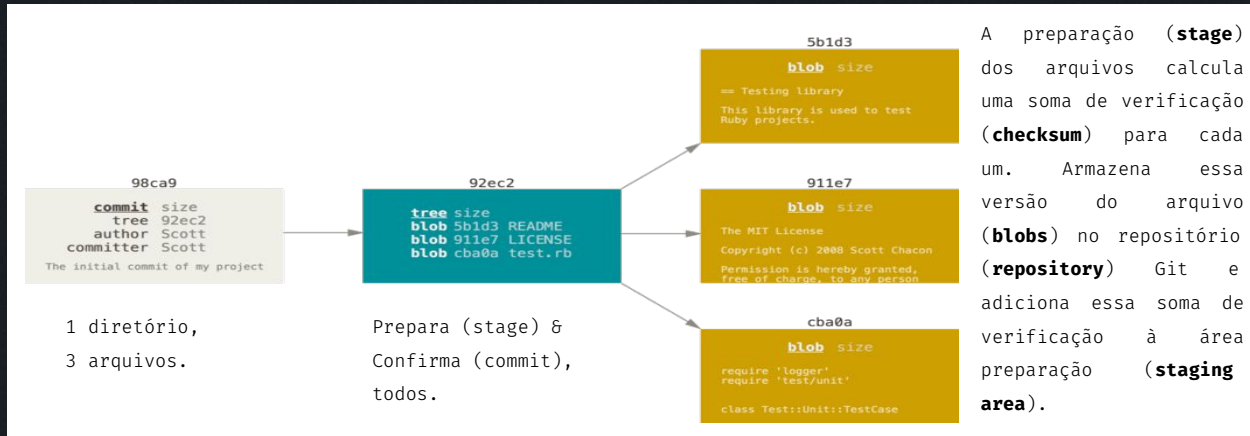 98ca9
commit size
tree 92ec2
author Scott
committer Scott
The initial commit of my project
1 diretório,
3 arquivos.
92ec2
tree size
blob 5b1d3 README
blob 911e7 LICENSE
blob cba0a test.rb
Prepara (stage) &
Confirma (commit),
todos.
5b1d3
blob size
== Testing library
This library is used to test
Ruby projects.
911e7
blob size
The MIT License
Copyright (c) 2008 Scott Chacon
Permission is hereby granted,
free of charge, to any person
cba0a
blob size
require 'logger'
require 'test/unit'
class Test::Unit::TestCase
A preparação (stage)
dos arquivos calcula
uma soma de verificação
(checksum) para cada
um. Armazena essa
versão do arquivo
(blobs) no repositório
(repository) Git e
adiciona essa soma de
verificação à área
preparação (staging
area).